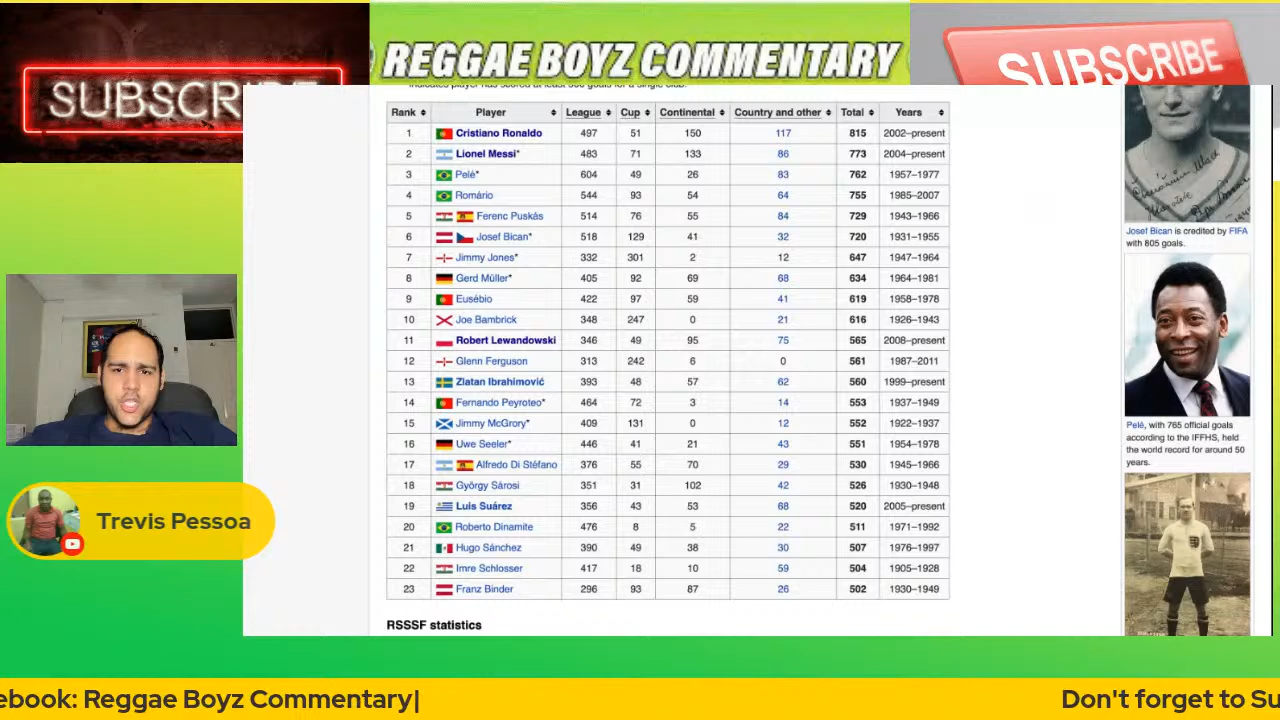 SUBSCR
REGGAE BOYZ COMMENTARY
SUBSCRIBE
Rank Player League Cup Continental Country and other Total Years
1 Cristiano Ronaldo 497 51 150 117 815 2002–present
2 Lionel Messi* 483 71 133 86 773 2004–present
3 Pelé* 604 49 26 83 762 1957–1977
4 Romário 544 93 54 64 755 1985–2007
5 Ferenc Puskás 514 76 55 84 729 1943–1966
6 Josef Bican* 518 129 41 32 720 1931–1955
7 Jimmy Jones* 332 301 2 12 647 1947–1964
8 Gerd Müller* 405 92 69 68 634 1964–1981
9 Eusébio 422 97 59 41 619 1958–1978
10 Joe Bambrick 348 247 0 21 616 1926–1943
11 Robert Lewandowski 346 49 95 75 565 2008–present
12 Glenn Ferguson 313 242 6 0 561 1987–2011
13 Zlatan Ibrahimović 393 48 57 62 560 1999–present
14 Fernando Peyroteo* 464 72 3 14 553 1937–1949
15 Jimmy McGrory* 409 131 0 12 552 1922–1937
16 Uwe Seeler* 446 41 21 43 551 1954–1978
17 Alfredo Di Stéfano 376 55 70 29 530 1945–1966
18 György Sárosi 351 31 102 42 526 1930–1948
19 Luis Suárez 356 43 53 68 520 2005–present
20 Roberto Dinamite 476 8 5 22 511 1971–1992
21 Hugo Sánchez 390 49 38 30 507 1976–1997
22 Imre Schlosser 417 18 10 59 504 1905–1928
23 Franz Binder 296 93 87 26 502 1930–1949
RSSSF statistics
Josef Bican is credited by FIFA
with 805 goals.
Pelé, with 765 official goals
according to the IFFHS, held
the world record for around 50
years.
Trevis Pessoa
ebook: Reggae Boyz Commentary|
Don't forget to Su